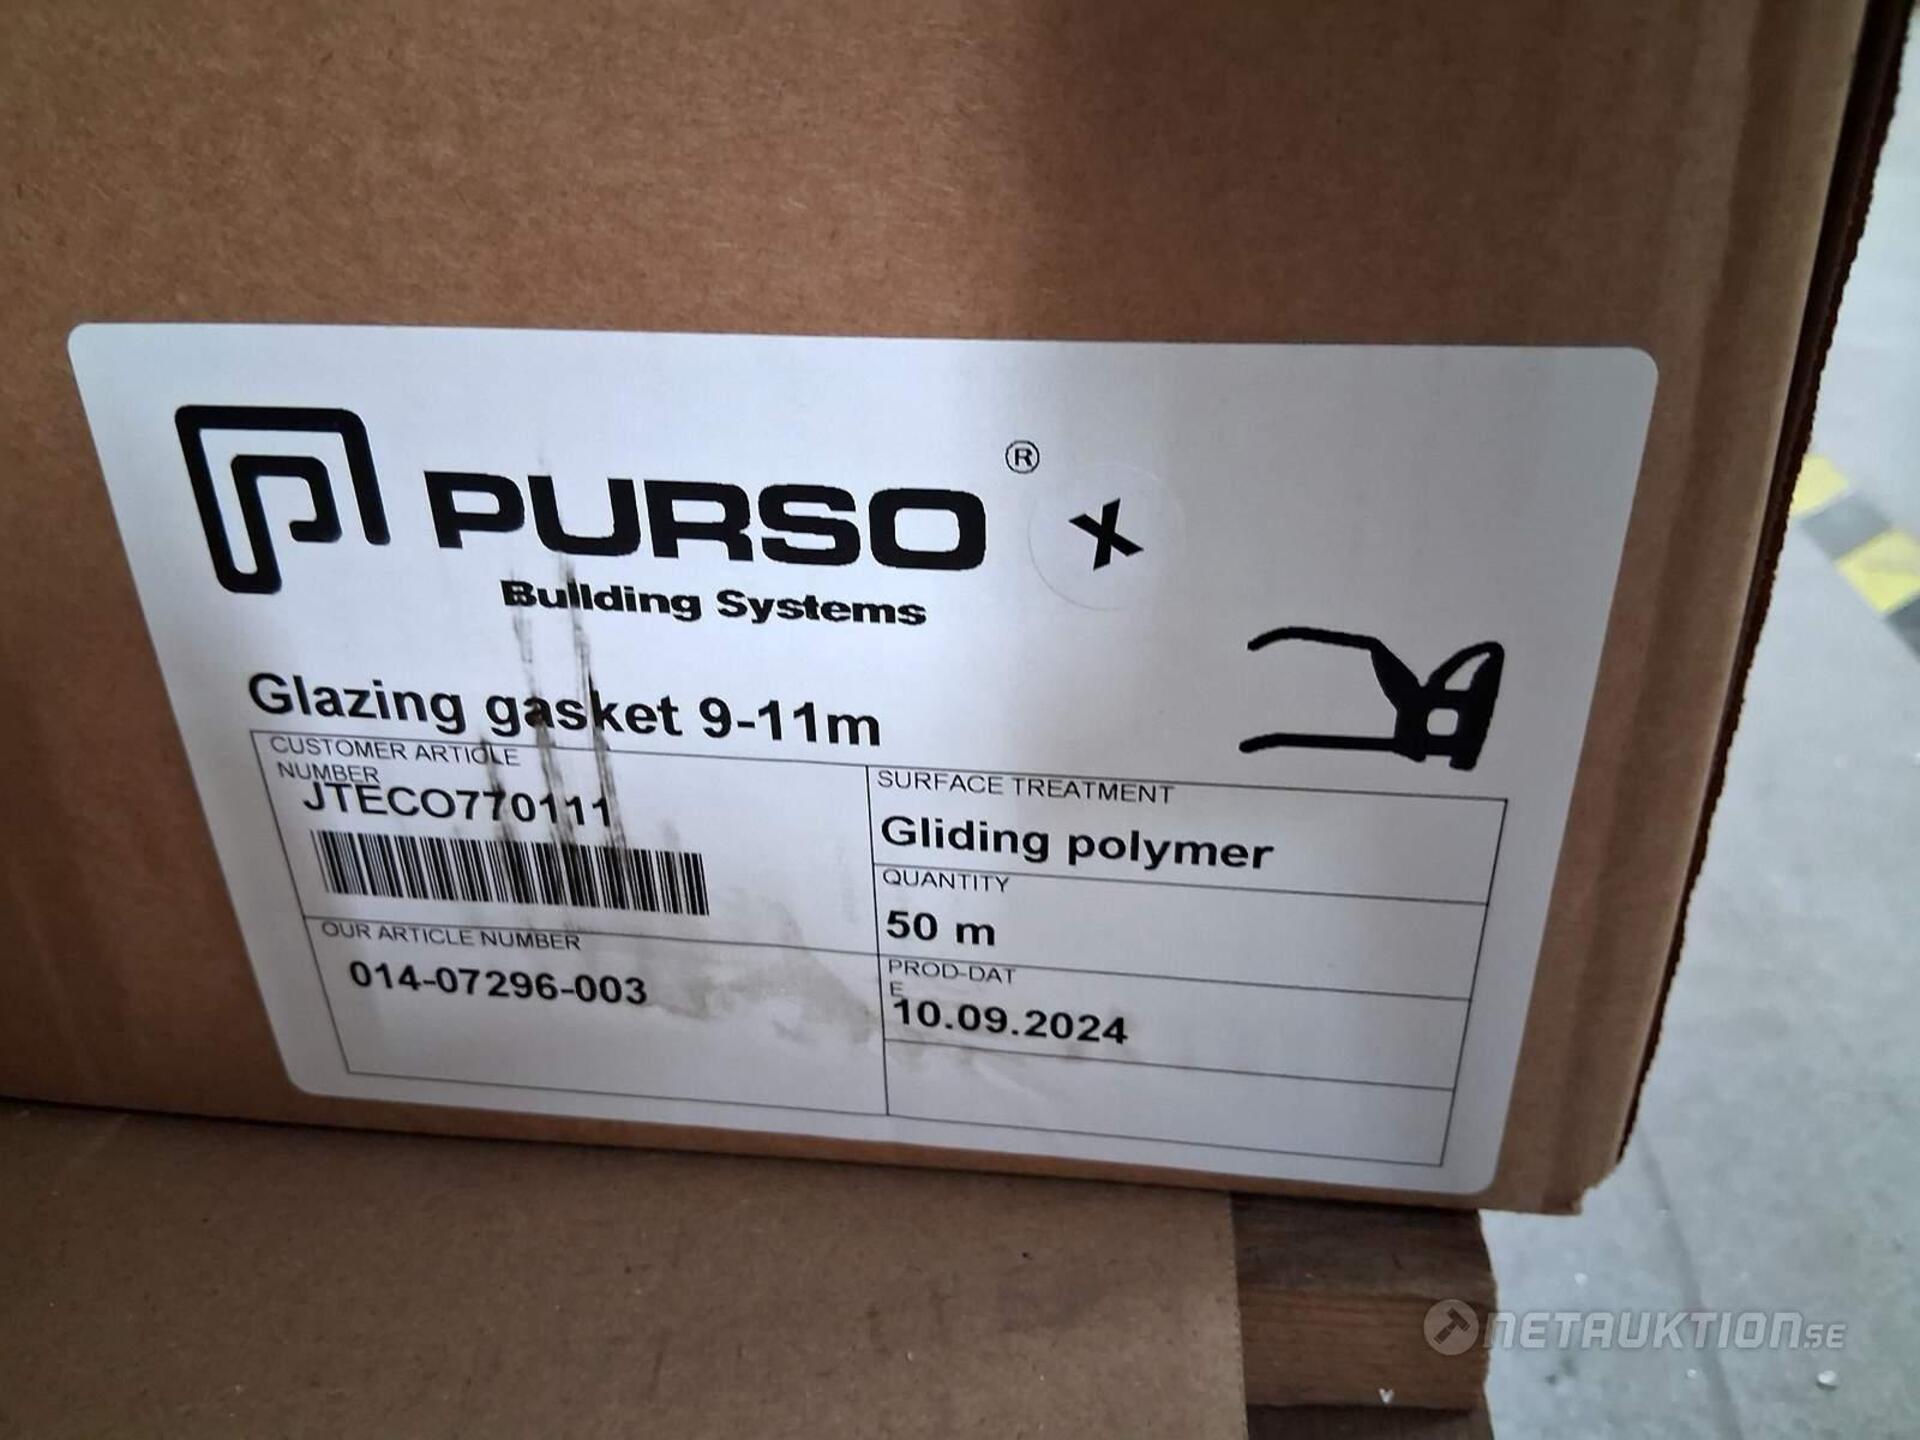 PURSO ®
X
Building Systems
Glazing gasket 9-11m
CUSTOMER ARTICLE
NUMBER
JTECO770111
SURFACE TREATMENT
Gliding polymer
QUANTITY
50 m
OUR ARTICLE NUMBER
014-07296-003
PROD-DAT
E
10.09.2024
NETAUKTION.SE